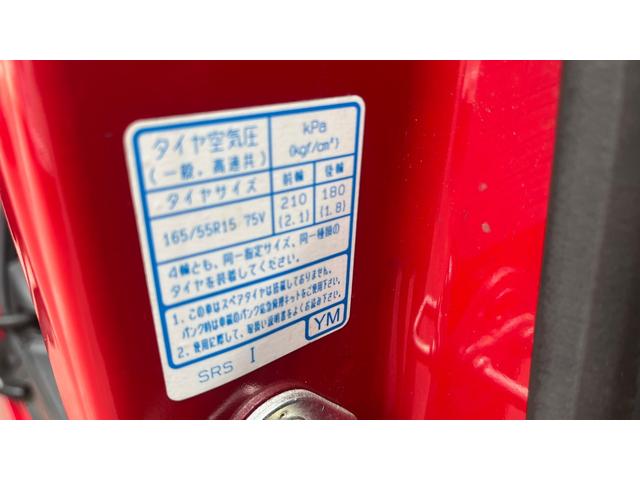 タイヤ空気圧 kPa
(一般、高速共) (kgf/cm²)
タイヤサイズ 前輪 後輪
165/55R15 75V 210 180
(2.1) (1.8)
4輪とも、同一指定サイズ、同一種類の
タイヤを装着してください。
1. この車はスペアタイヤは搭載しておりません。
パンク時は車載のパンク応急修理キットをご使用下さい。
2. 使用に際して、取扱い説明書をよくお読み下さい。
SRS I YM